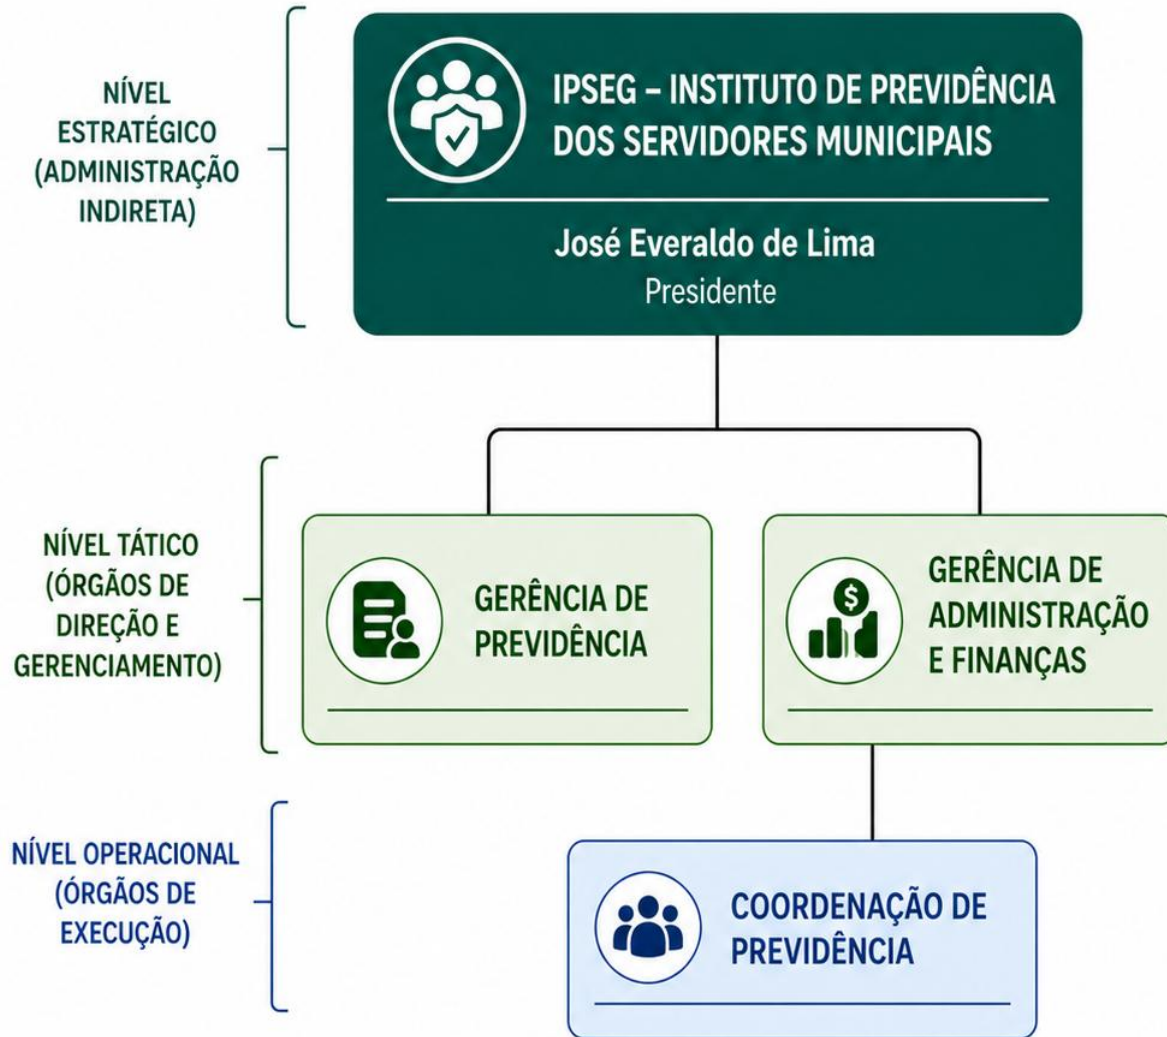 NÍVEL
ESTRATÉGICO
(ADMINISTRAÇÃO
INDIRETA)
IPSEG – INSTITUTO DE PREVIDÊNCIA
DOS SERVIDORES MUNICIPAIS
José Everaldo de Lima
Presidente
NÍVEL TÁTICO
(ÓRGÃOS DE
DIREÇÃO E
GERENCIAMENTO)
GERÊNCIA DE
PREVIDÊNCIA
$
GERÊNCIA DE
ADMINISTRAÇÃO
E FINANÇAS
NÍVEL OPERACIONAL
(ÓRGÃOS DE
EXECUÇÃO)
COORDENAÇÃO DE
PREVIDÊNCIA